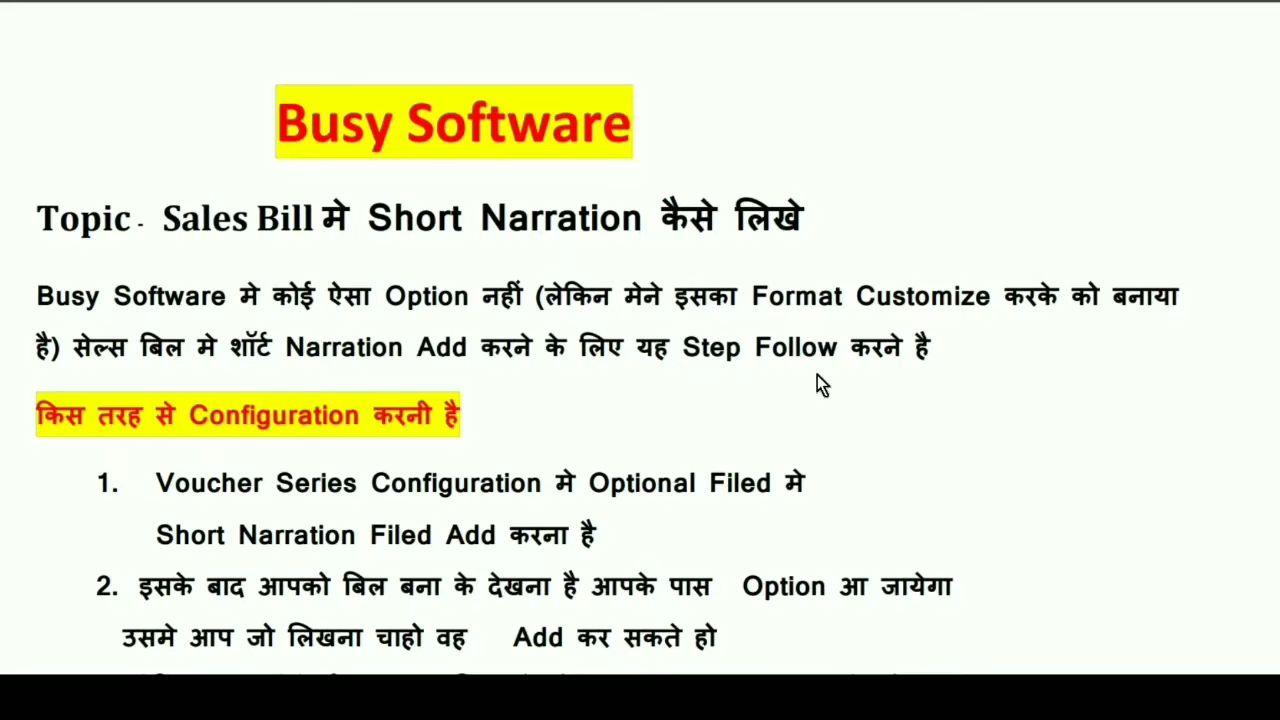 Busy Software
Topic - Sales Bill मे Short Narration कैसे लिखे
Busy Software मे कोई ऐसा Option नहीं (लेकिन मेने इसका Format Customize करके को बनाया
है) सेल्स बिल मे शॉर्ट Narration Add करने के लिए यह Step Follow करने है
किस तरह से Configuration करनी है
1. Voucher Series Configuration मे Optional Filed मे
Short Narration Filed Add करना है
2. इसके बाद आपको बिल बना के देखना है आपके पास Option आ जायेगा
उसमे आप जो लिखना चाहो वह Add कर सकते हो